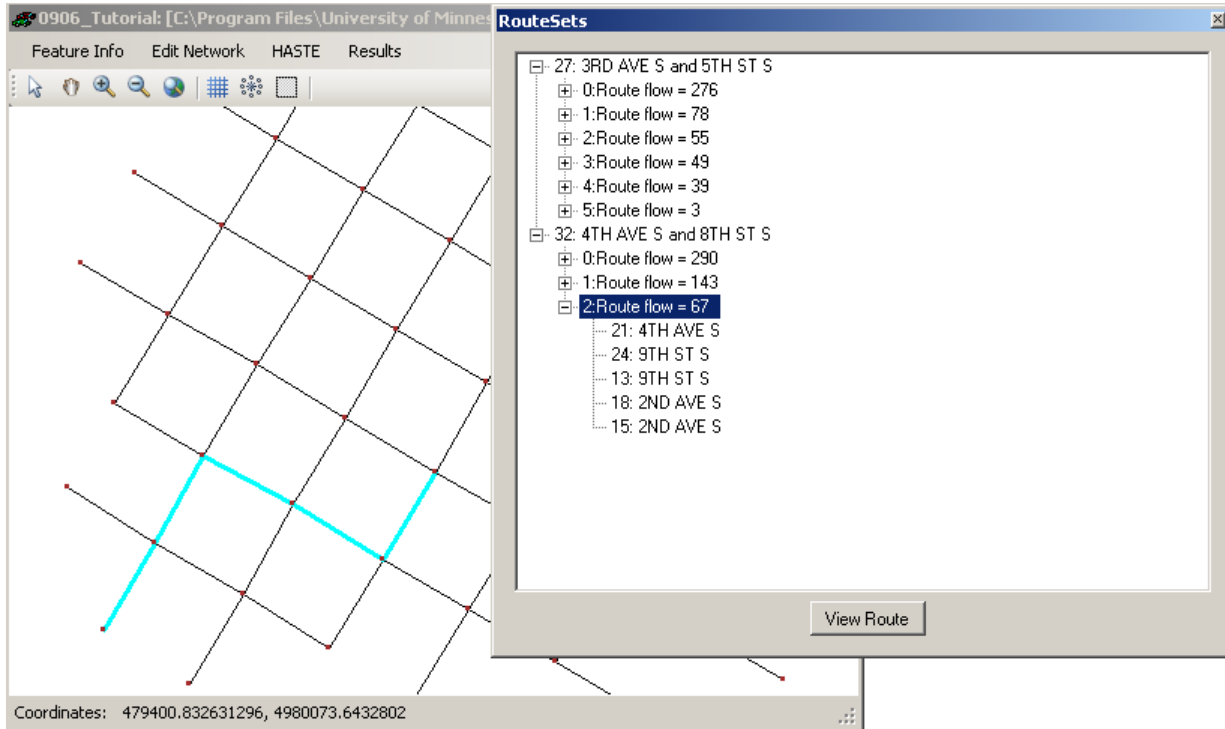 0906_Tutorial: [C:\Program Files\University of Minnes
Feature Info Edit Network HASTE Results
RouteSets
27: 3RD AVE S and 5TH ST S
0:Route flow = 276
1:Route flow = 78
2:Route flow = 55
3:Route flow = 49
4:Route flow = 39
5:Route flow = 3
32: 4TH AVE S and 8TH ST S
0:Route flow = 290
1:Route flow = 143
2:Route flow = 67
21: 4TH AVE S
24: 9TH ST S
13: 9TH ST S
18: 2ND AVE S
15: 2ND AVE S
View Route
Coordinates: 479400.832631296, 4980073.6432802